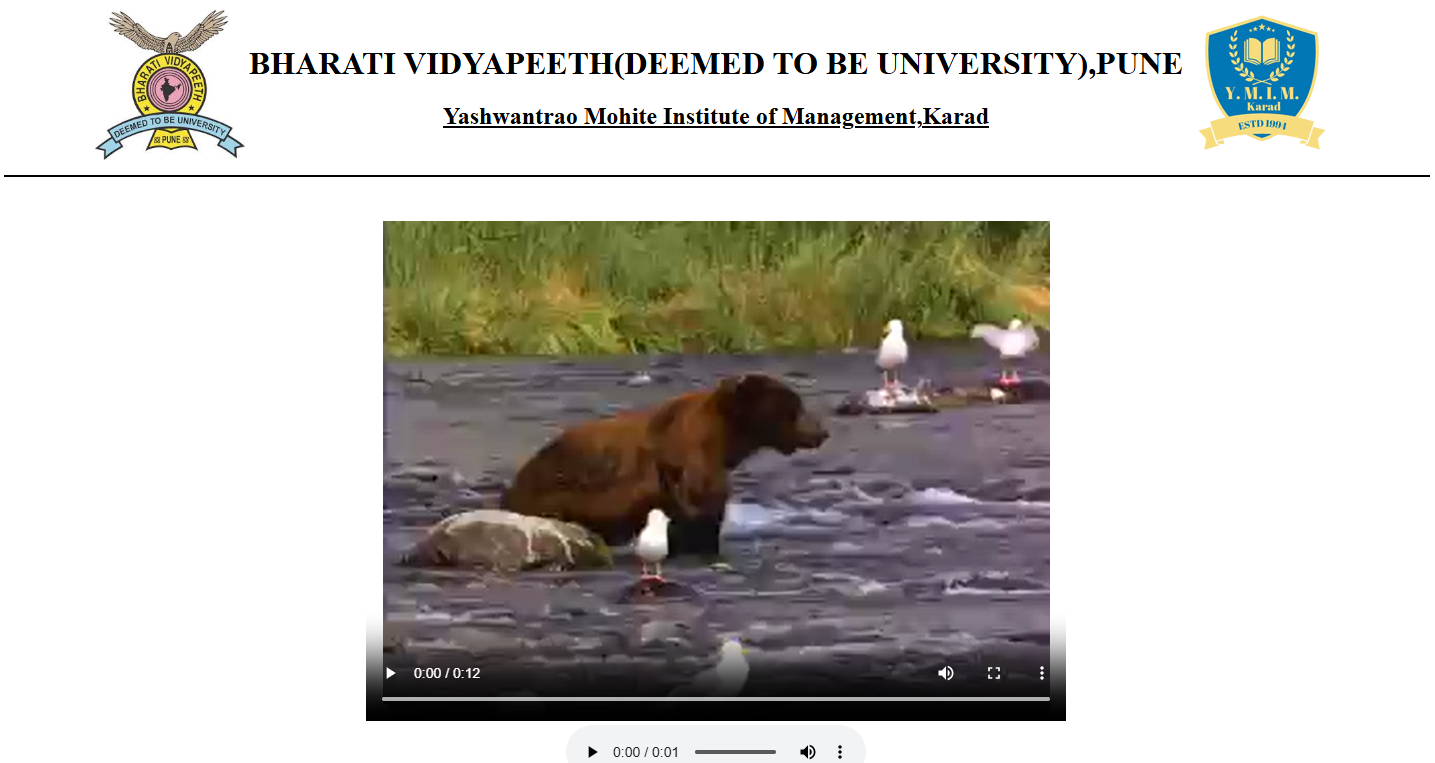 BHARATI VIDYAPEETH
DEEMED TO BE UNIVERSITY
PUNE
BHARATI VIDYAPEETH(DEEMED TO BE UNIVERSITY),PUNE
Yashwantrao Mohite Institute of Management,Karad
Y. M. I. M.
Karad
ESTD 1994
0:00 / 0:12
0:00 / 0:01